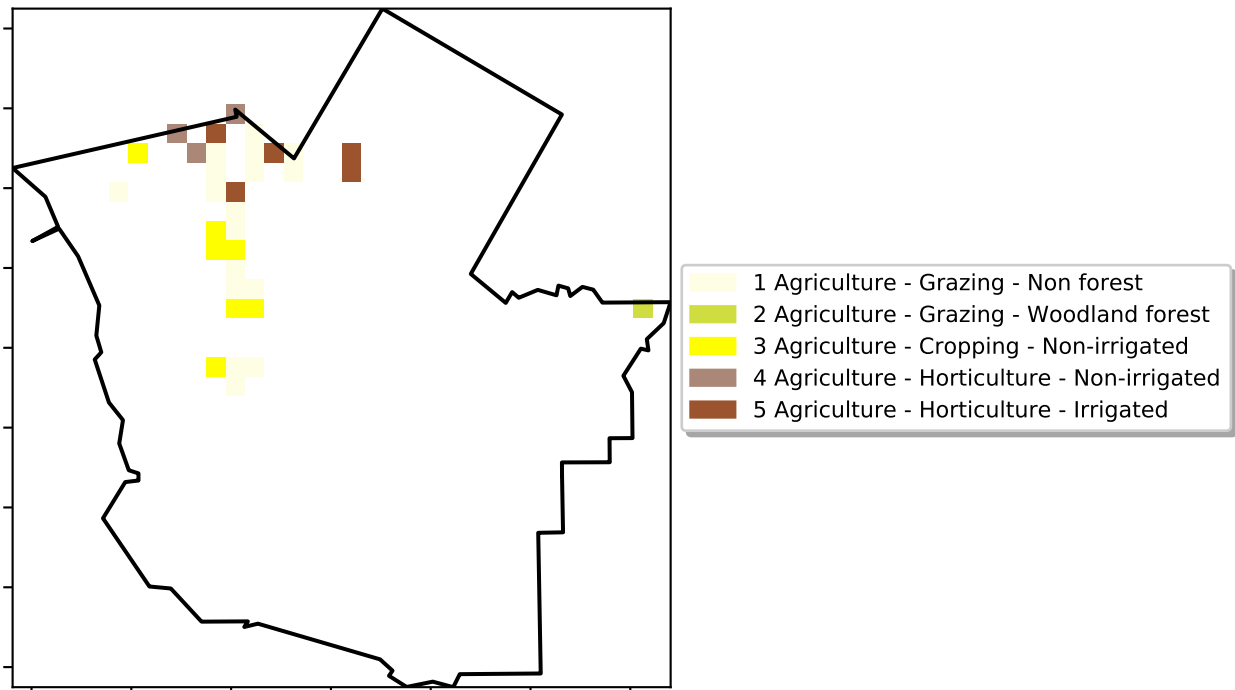 1 Agriculture - Grazing - Non forest
2 Agriculture - Grazing - Woodland forest
3 Agriculture - Cropping - Non-irrigated
4 Agriculture - Horticulture - Non-irrigated
5 Agriculture - Horticulture - Irrigated